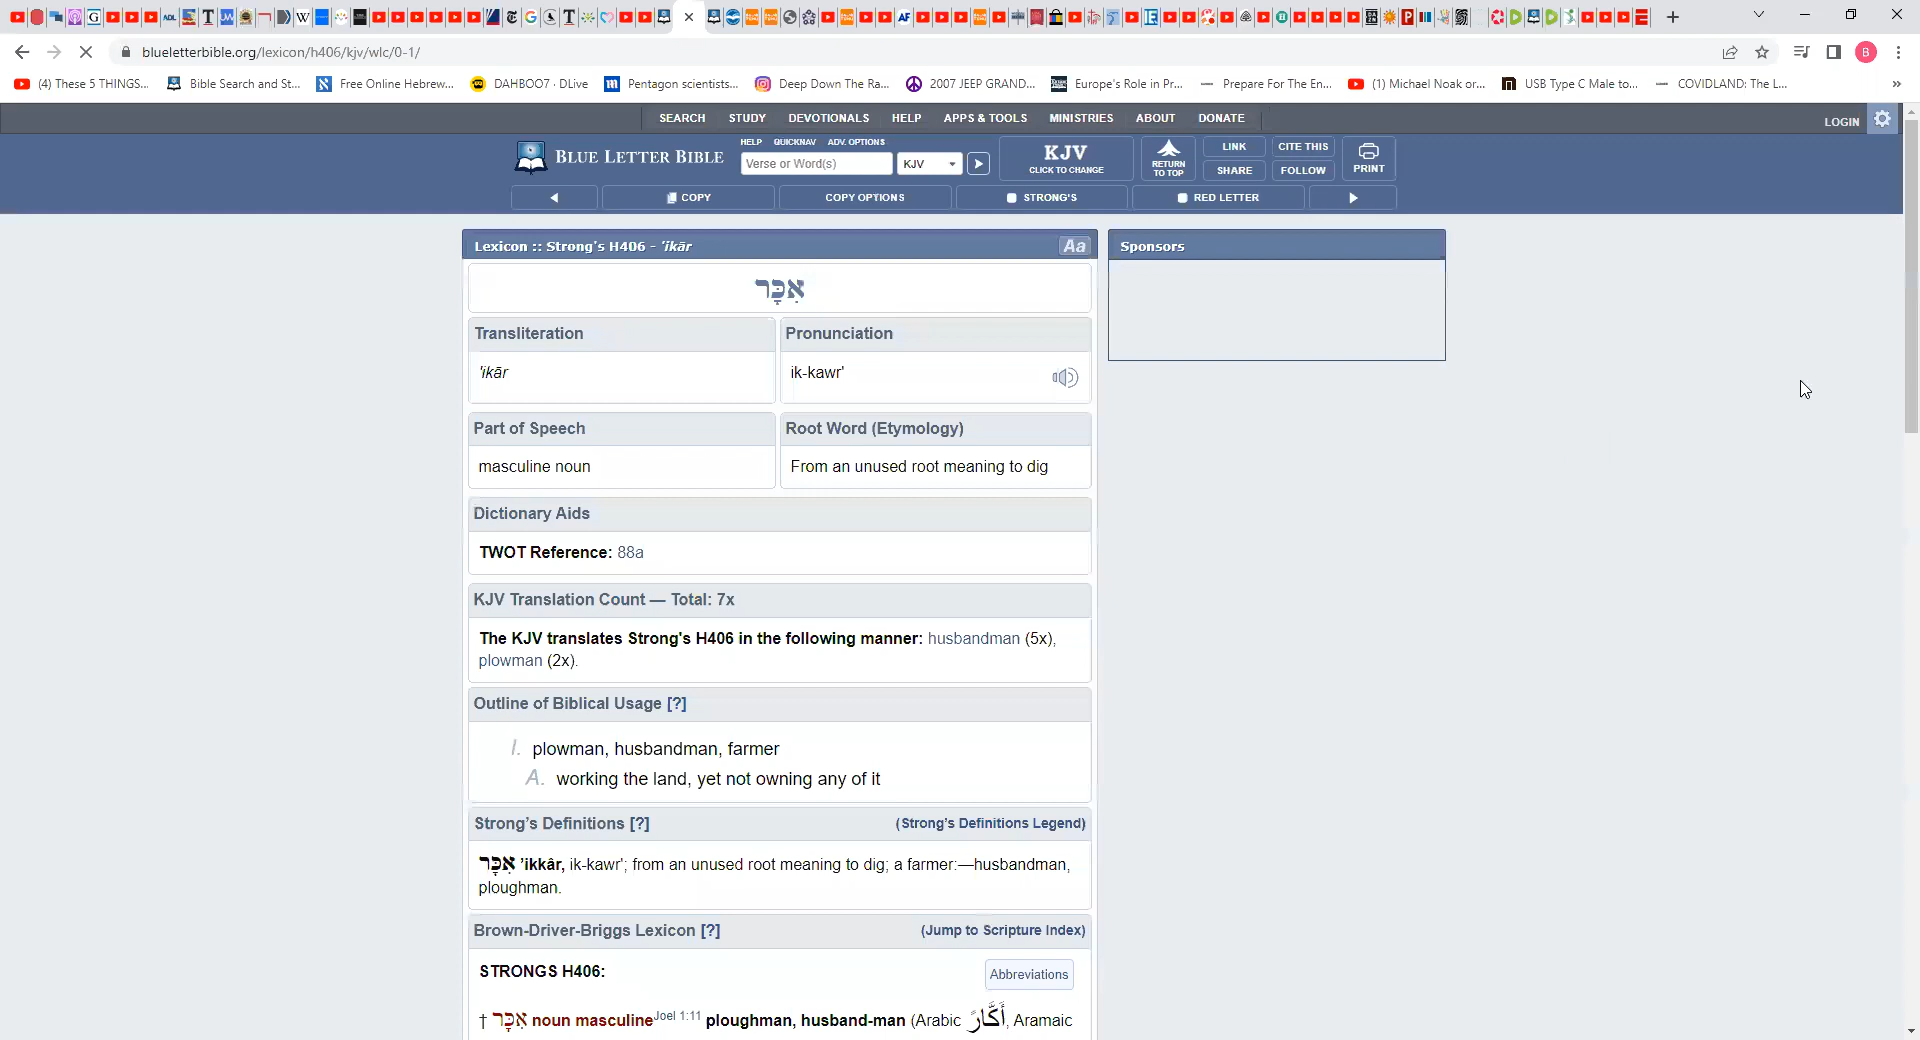 blueletterbible.org/lexicon/h406/kjv/wlc/0-1/
B
(4) These 5 THINGS... Bible Search and St... Free Online Hebrew... DAHBOO7 · DLive Pentagon scientists... Deep Down The Ra... 2007 JEEP GRAND... Europe's Role in Pr... Prepare For The En... (1) Michael Noak or... USB Type C Male to... COVIDLAND: The L... »
SEARCH STUDY DEVOTIONALS HELP APPS & TOOLS MINISTRIES ABOUT DONATE LOGIN
HELP QUICKNAV ADV. OPTIONS
BLUE LETTER BIBLE
Verse or Word(s) KJV
KJV
CLICK TO CHANGE
RETURN
TO TOP
LINK CITE THIS
SHARE FOLLOW
PRINT
COPY COPY OPTIONS STRONG'S RED LETTER
Lexicon :: Strong's H406 - 'ikār Aa
אִכָּר
Transliteration
'ikār
Pronunciation
ik-kawr'
Part of Speech
masculine noun
Root Word (Etymology)
From an unused root meaning to dig
Dictionary Aids
TWOT Reference: 88a
KJV Translation Count — Total: 7x
The KJV translates Strong's H406 in the following manner: husbandman (5x),
plowman (2x).
Outline of Biblical Usage [?]
I. plowman, husbandman, farmer
A. working the land, yet not owning any of it
Strong's Definitions [?] (Strong's Definitions Legend)
אִכָּר ʼikkâr, ik-kawr'; from an unused root meaning to dig; a farmer:—husbandman,
ploughman.
Brown-Driver-Briggs Lexicon [?] (Jump to Scripture Index)
STRONGS H406: Abbreviations
† אִכָּר noun masculine Joel 1:11 ploughman, husband-man (Arabic أَكَّارً, Aramaic
Sponsors